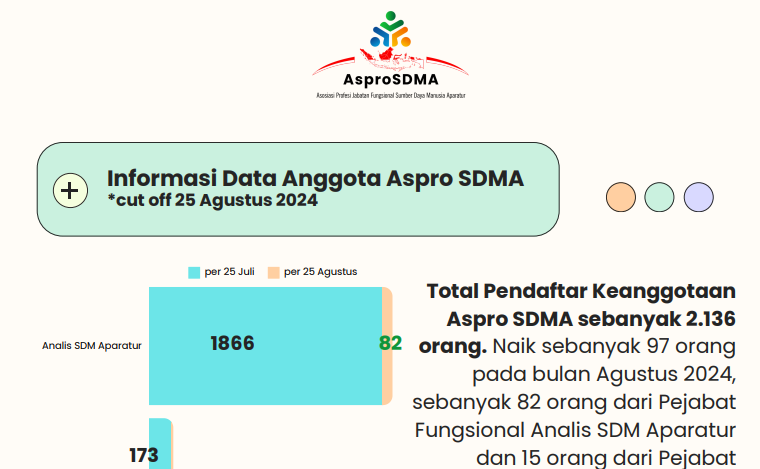 AsproSDMA
Asosiasi Profesi Jabatan Fungsional Sumber Daya Manusia Aparatur
Informasi Data Anggota Aspro SDMA
*cut off 25 Agustus 2024
per 25 Juli
per 25 Agustus
Analis SDM Aparatur
1866
82
173
Total Pendaftar Keanggotaan
Aspro SDMA sebanyak 2.136
orang. Naik sebanyak 97 orang
pada bulan Agustus 2024,
sebanyak 82 orang dari Pejabat
Fungsional Analis SDM Aparatur
dan 15 orang dari Pejabat